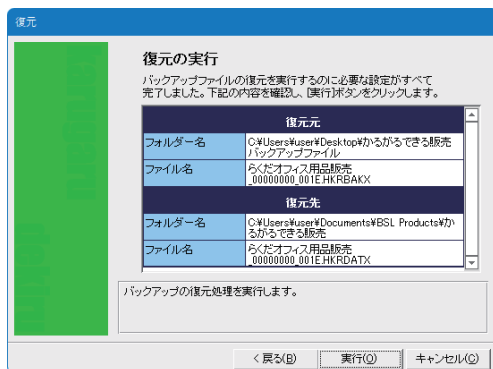 復元
復元の実行
バックアップファイルの復元を実行するのに必要な設定がすべて
完了しました。下記の内容を確認し、[実行]ボタンをクリックします。
復元元
フォルダー名
C:¥Users¥user¥Desktop¥かるがるできる販売
バックアップファイル
ファイル名
らくだオフィス用品販売
_00000000_001E.HKRBAKX
復元先
フォルダー名
C:¥Users¥user¥Documents¥BSL Products¥か
るがるできる販売
ファイル名
らくだオフィス用品販売
_00000000_001E.HKRDATX
バックアップの復元処理を実行します。
< 戻る(B)
実行(O)
キャンセル(C)